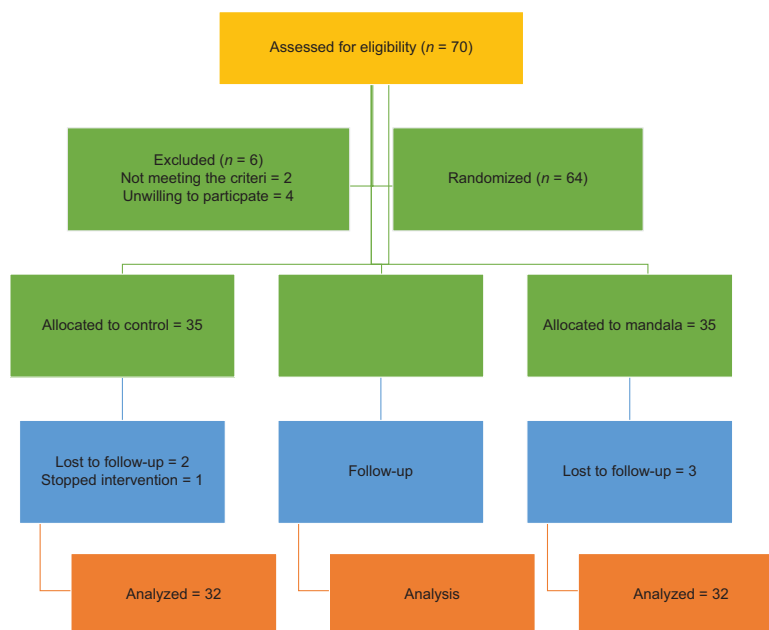 Assessed for eligibility (n = 70)
Excluded (n = 6)
Not meeting the criteri = 2
Unwilling to particpate = 4
Randomized (n = 64)
Allocated to control = 35
Allocated to mandala = 35
Lost to follow-up = 2
Stopped intervention = 1
Follow-up
Lost to follow-up = 3
Analyzed = 32
Analysis
Analyzed = 32